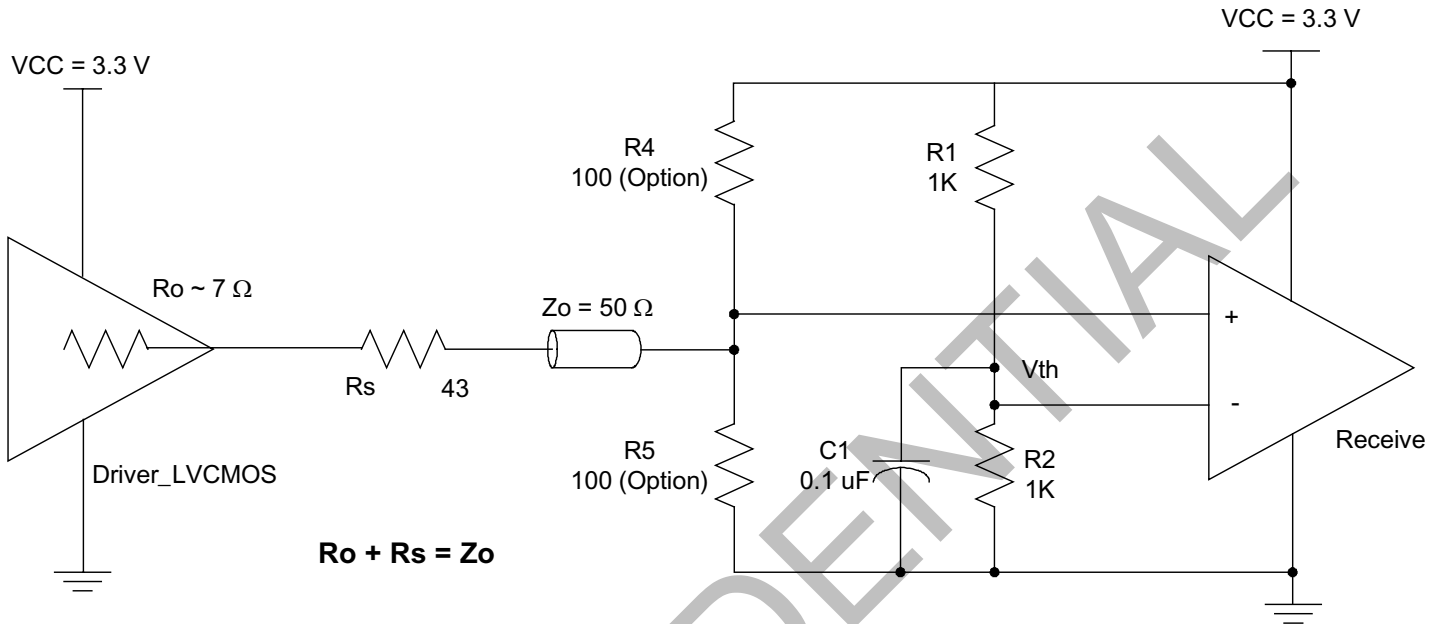 VCC = 3.3 V
VCC = 3.3 V
R4
100 (Option)
R1
1K
Ro ~ 7 Ω
Zo = 50 Ω
+
Rs
43
Vth
-
Receive
R5
100 (Option)
C1
0.1 uF
R2
1K
Driver_LVCMOS
Ro + Rs = Zo
DENTIAL